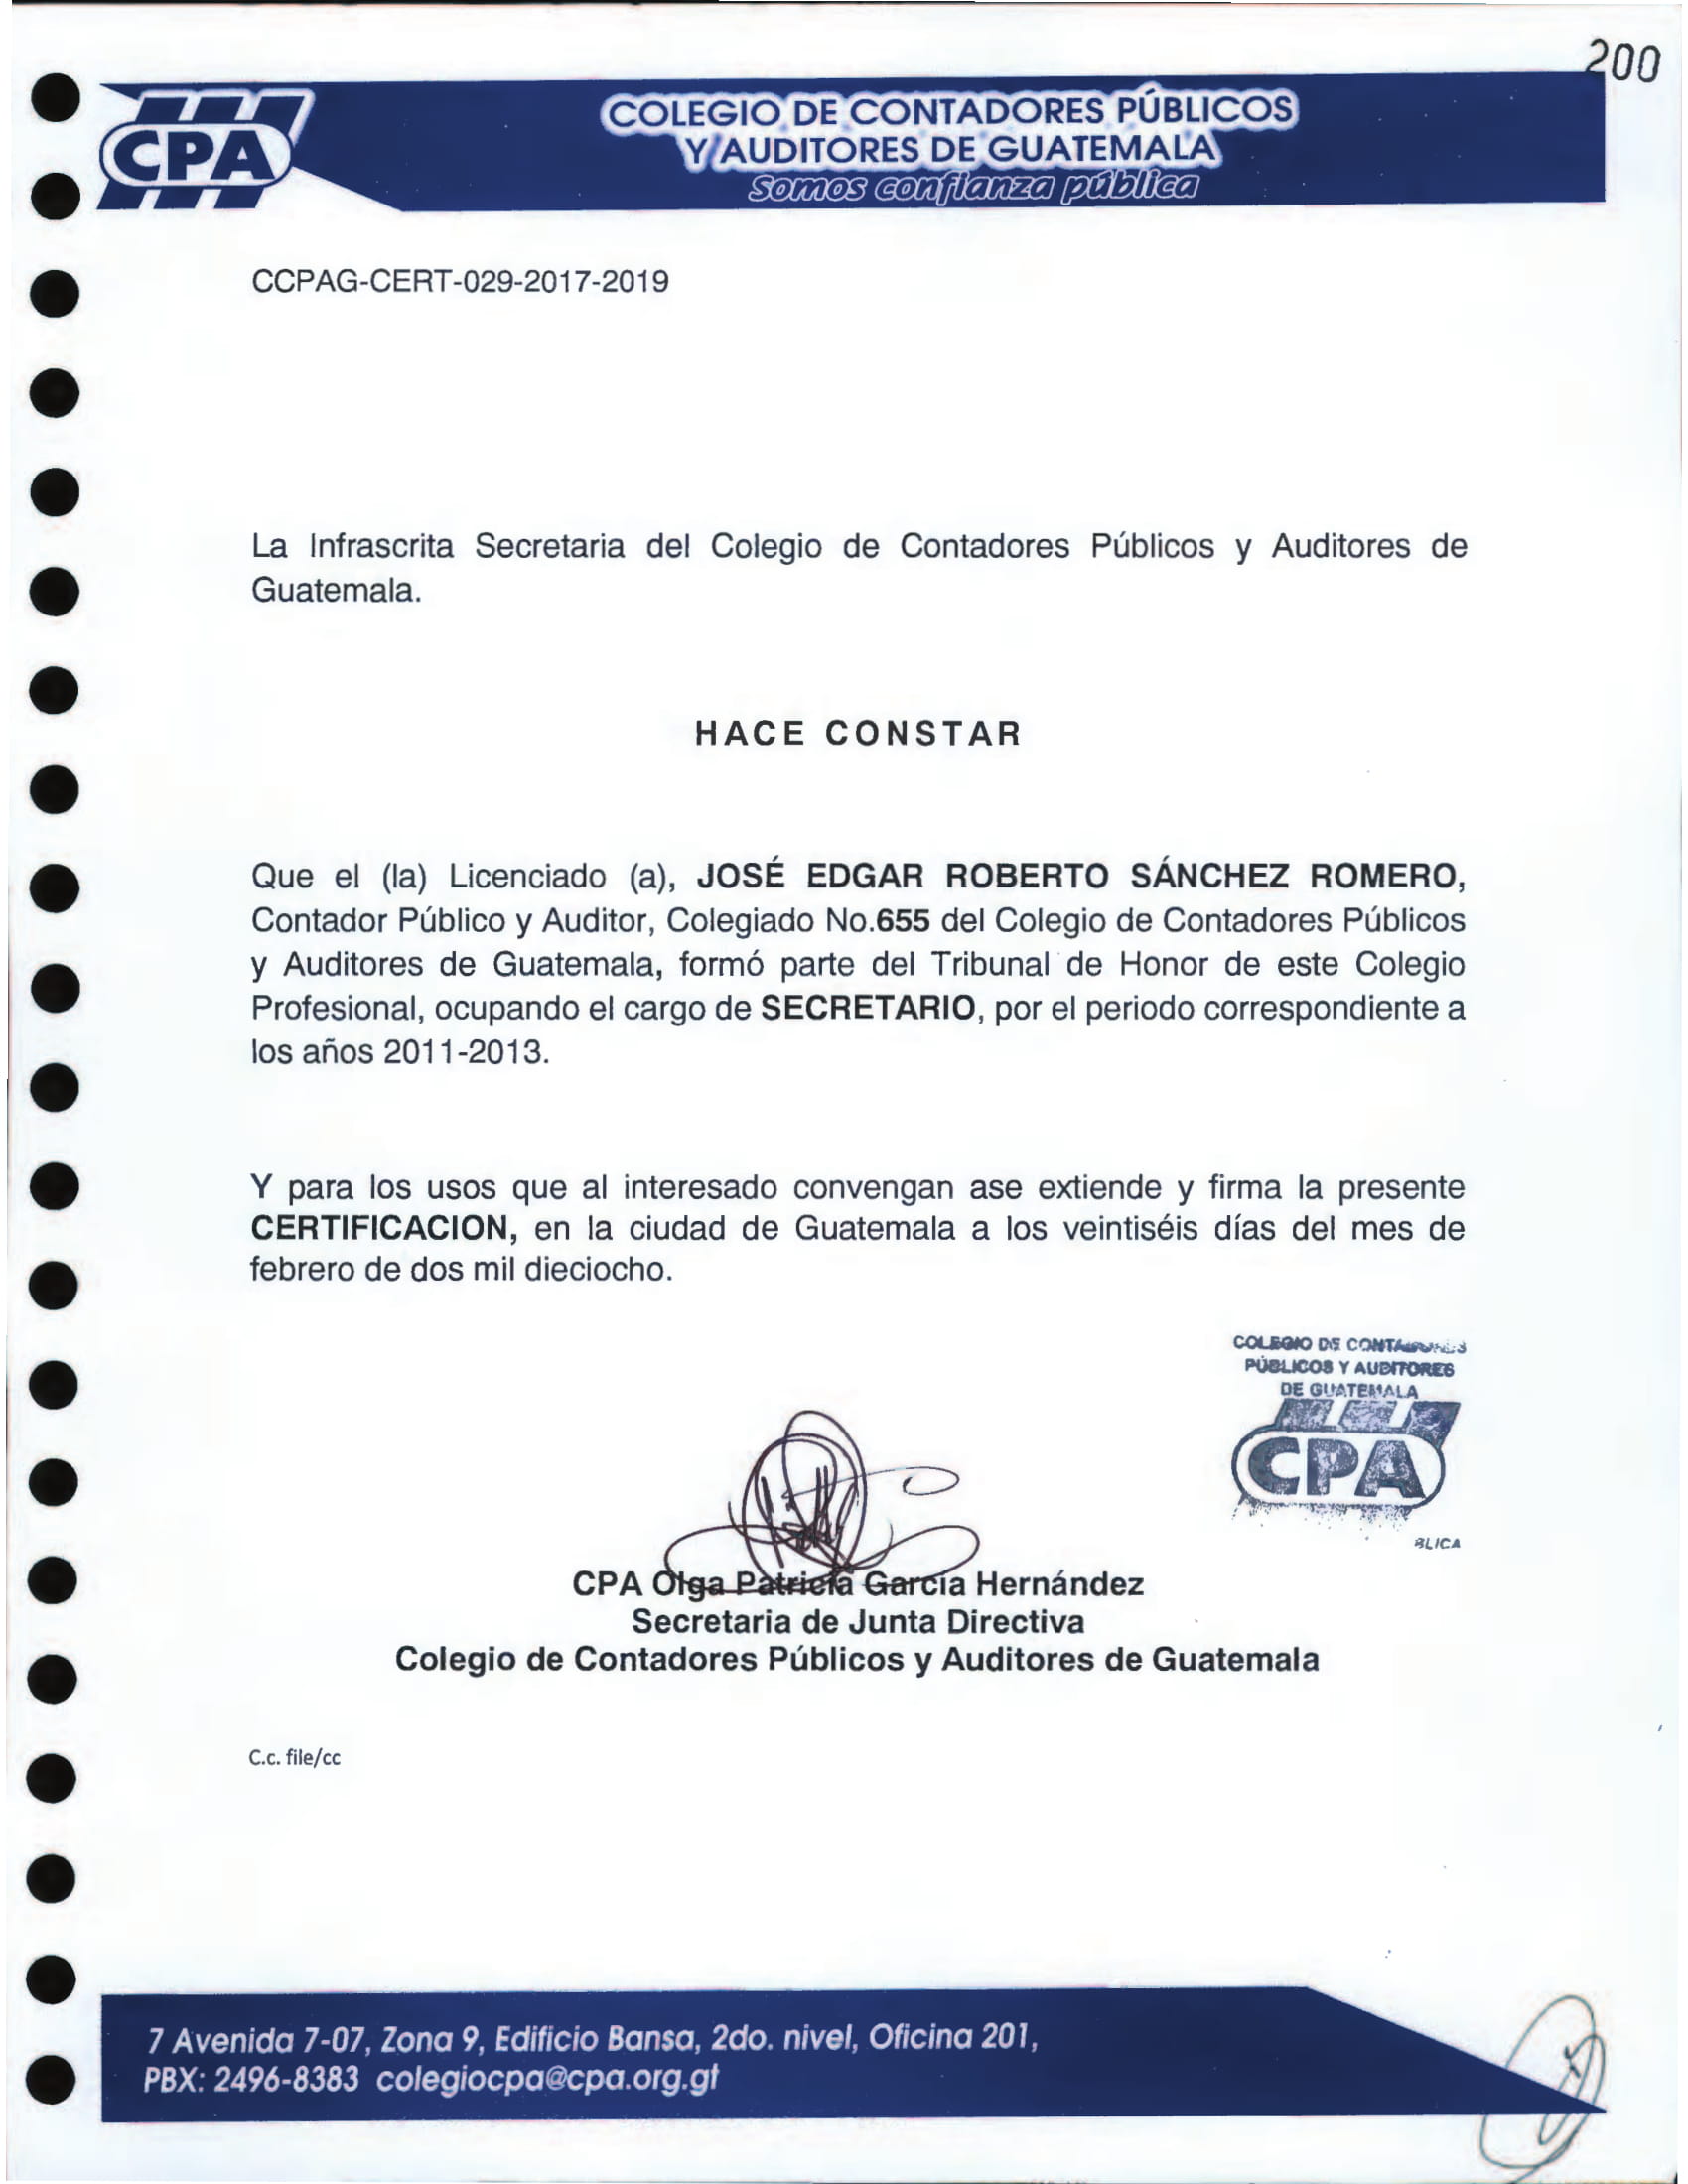 200
CPA
COLEGIO DE CONTADORES PÚBLICOS
Y AUDITORES DE GUATEMALA
Somos confianza pública
CCPAG-CERT-029-2017-2019
La Infrascrita Secretaria del Colegio de Contadores Públicos y Auditores de
Guatemala.
HACE CONSTAR
Que el (la) Licenciado (a), JOSÉ EDGAR ROBERTO SÁNCHEZ ROMERO,
Contador Público y Auditor, Colegiado No.655 del Colegio de Contadores Públicos
y Auditores de Guatemala, formó parte del Tribunal de Honor de este Colegio
Profesional, ocupando el cargo de SECRETARIO, por el periodo correspondiente a
los años 2011-2013.
Y para los usos que al interesado convengan ase extiende y firma la presente
CERTIFICACION, en la ciudad de Guatemala a los veintiséis días del mes de
febrero de dos mil dieciocho.
COLEGIO DE CONTADORES
PÚBLICOS Y AUDITORES
DE GUATEMALA
CPA
BLICA
CPA Olga Patricia García Hernández
Secretaria de Junta Directiva
Colegio de Contadores Públicos y Auditores de Guatemala
C.c. file/cc
7 Avenida 7-07, Zona 9, Edificio Bansa, 2do. nivel, Oficina 201,
PBX: 2496-8383 colegiocpa@cpa.org.gt